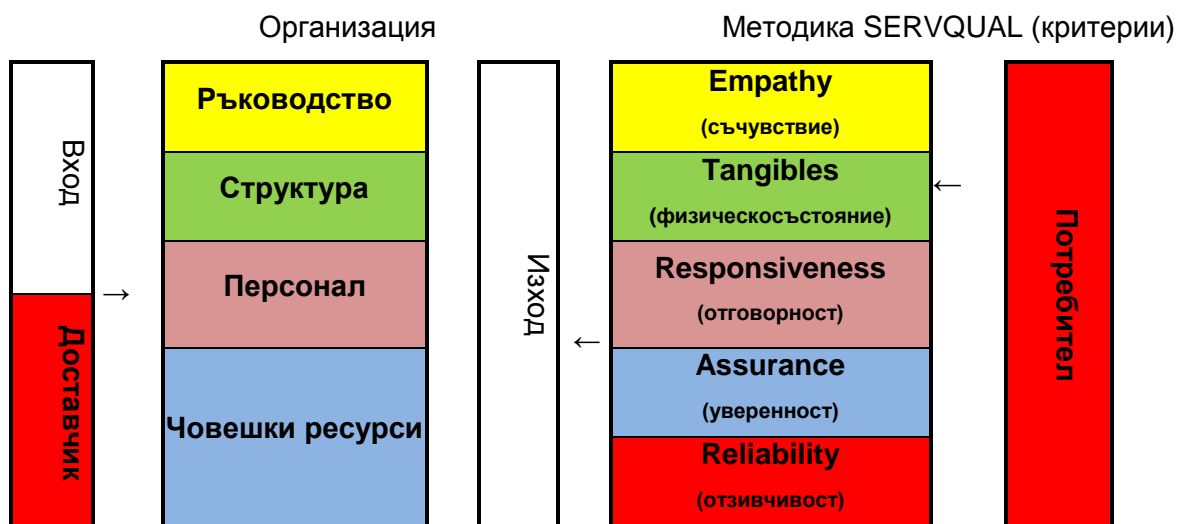 Организация
Методика SERVQUAL (критерии)
Вход
Доставчик
→
Ръководство
Структура
Персонал
Човешки ресурси
Изход
←
Empathy
(съчувствие)
Tangibles
(физическосъстояние)
Responsiveness
(отговорност)
Assurance
(увереност)
Reliability
(отзивчивост)
←
Потребител